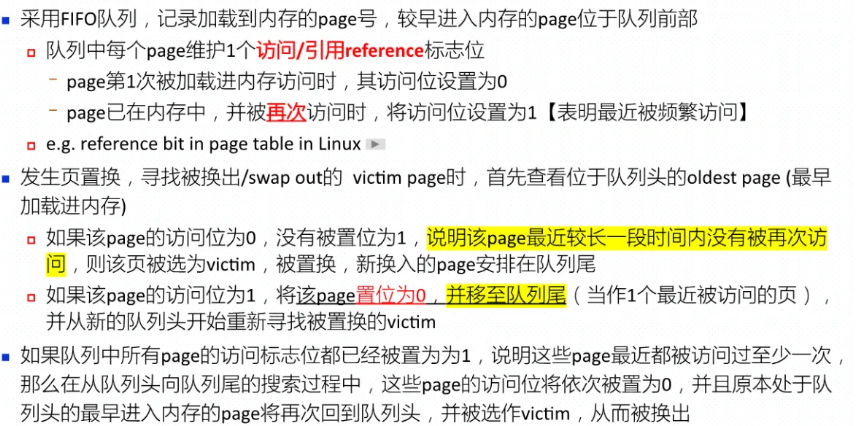 采用FIFO队列，记录加载到内存的page号，较早进入内存的page位于队列前部
队列中每个page维护1个访问/引用reference标志位
page第1次被加载进内存访问时，其访问位设置为0
page已在内存中，并被再次访问时，将访问位设置为1【表明最近被频繁访问】
e.g. reference bit in page table in Linux
发生页置换，寻找被换出/swap out的 victim page时，首先查看位于队列头的oldest page (最早
加载进内存)
如果该page的访问位为0，没有被置位为1，说明该page最近较长一段时间内没有被再次访
问，则该页被选为victim，被置换，新换入的page安排在队列尾
如果该page的访问位为1，将该page置位为0，并移至队列尾（当作1个最近被访问的页），
并从新的队列头开始重新寻找被置换的victim
如果队列中所有page的访问标志位都已经被置为为1，说明这些page最近都被访问过至少一次，
那么在从队列头向队列尾的搜索过程中，这些page的访问位将依次被置为0，并且原本处于队
列头的最早进入内存的page将再次回到队列头，并被选作victim，从而被换出